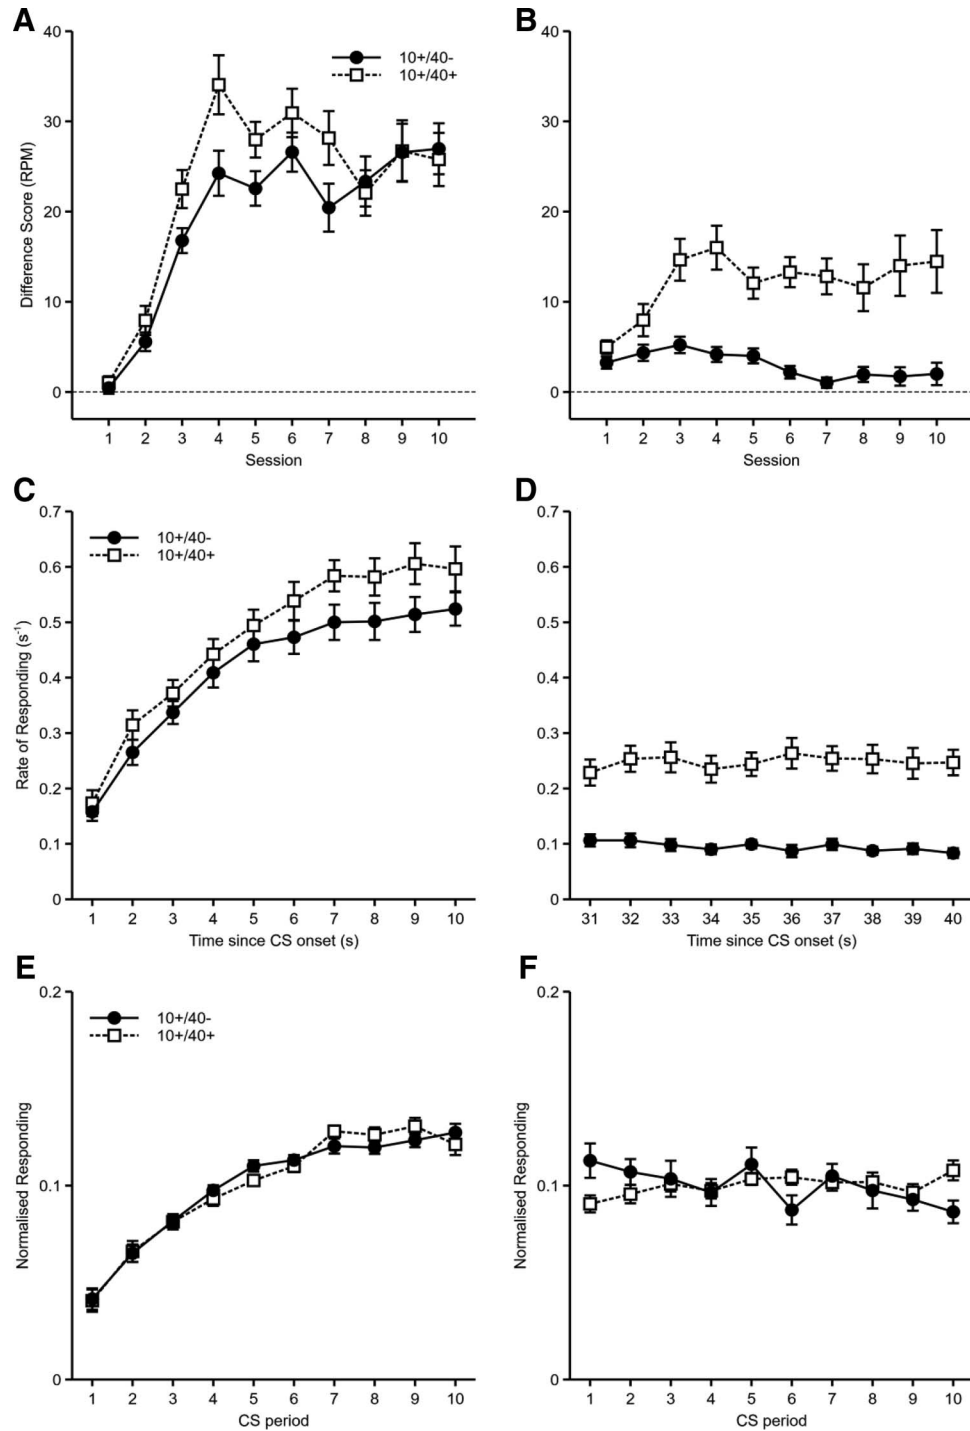 A
B
40
30
20
10
0
Difference Score (RPM)
10+/40-
10+/40+
1 2 3 4 5 6 7 8 9 10
Session
40
30
20
10
0
1 2 3 4 5 6 7 8 9 10
Session
C
D
0.7
0.6
0.5
0.4
0.3
0.2
0.1
0
Rate of Responding (s⁻¹)
10+/40-
10+/40+
1 2 3 4 5 6 7 8 9 10
Time since CS onset (s)
0.7
0.6
0.5
0.4
0.3
0.2
0.1
0
31 32 33 34 35 36 37 38 39 40
Time since CS onset (s)
E
F
0.2
0.1
0
Normalised Responding
10+/40-
10+/40+
1 2 3 4 5 6 7 8 9 10
CS period
0.2
0.1
0
Normalised Responding
1 2 3 4 5 6 7 8 9 10
CS period